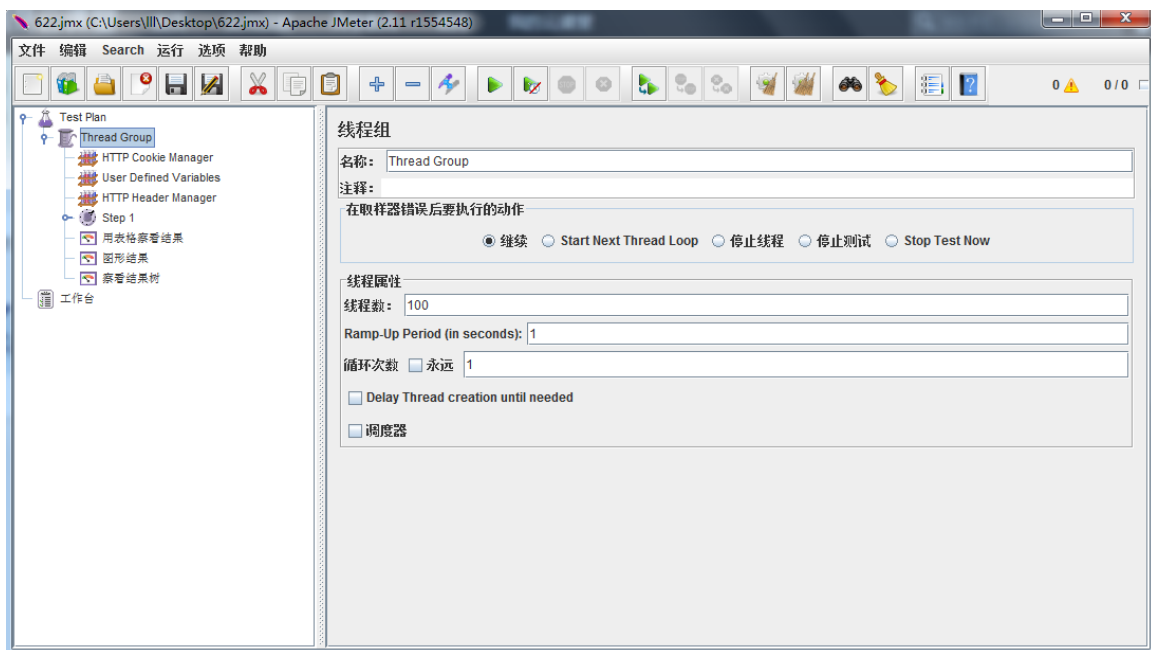 622.jmx (C:\Users\lll\Desktop\622.jmx) - Apache JMeter (2.11 r1554548)
文件 编辑 Search 运行 选项 帮助
0 0/0
Test Plan
Thread Group
HTTP Cookie Manager
User Defined Variables
HTTP Header Manager
Step 1
用表格察看结果
图形结果
察看结果树
工作台
线程组
名称: Thread Group
注释:
在取样器错误后要执行的动作
继续 Start Next Thread Loop 停止线程 停止测试 Stop Test Now
线程属性
线程数: 100
Ramp-Up Period (in seconds): 1
循环次数 永远 1
Delay Thread creation until needed
调度器